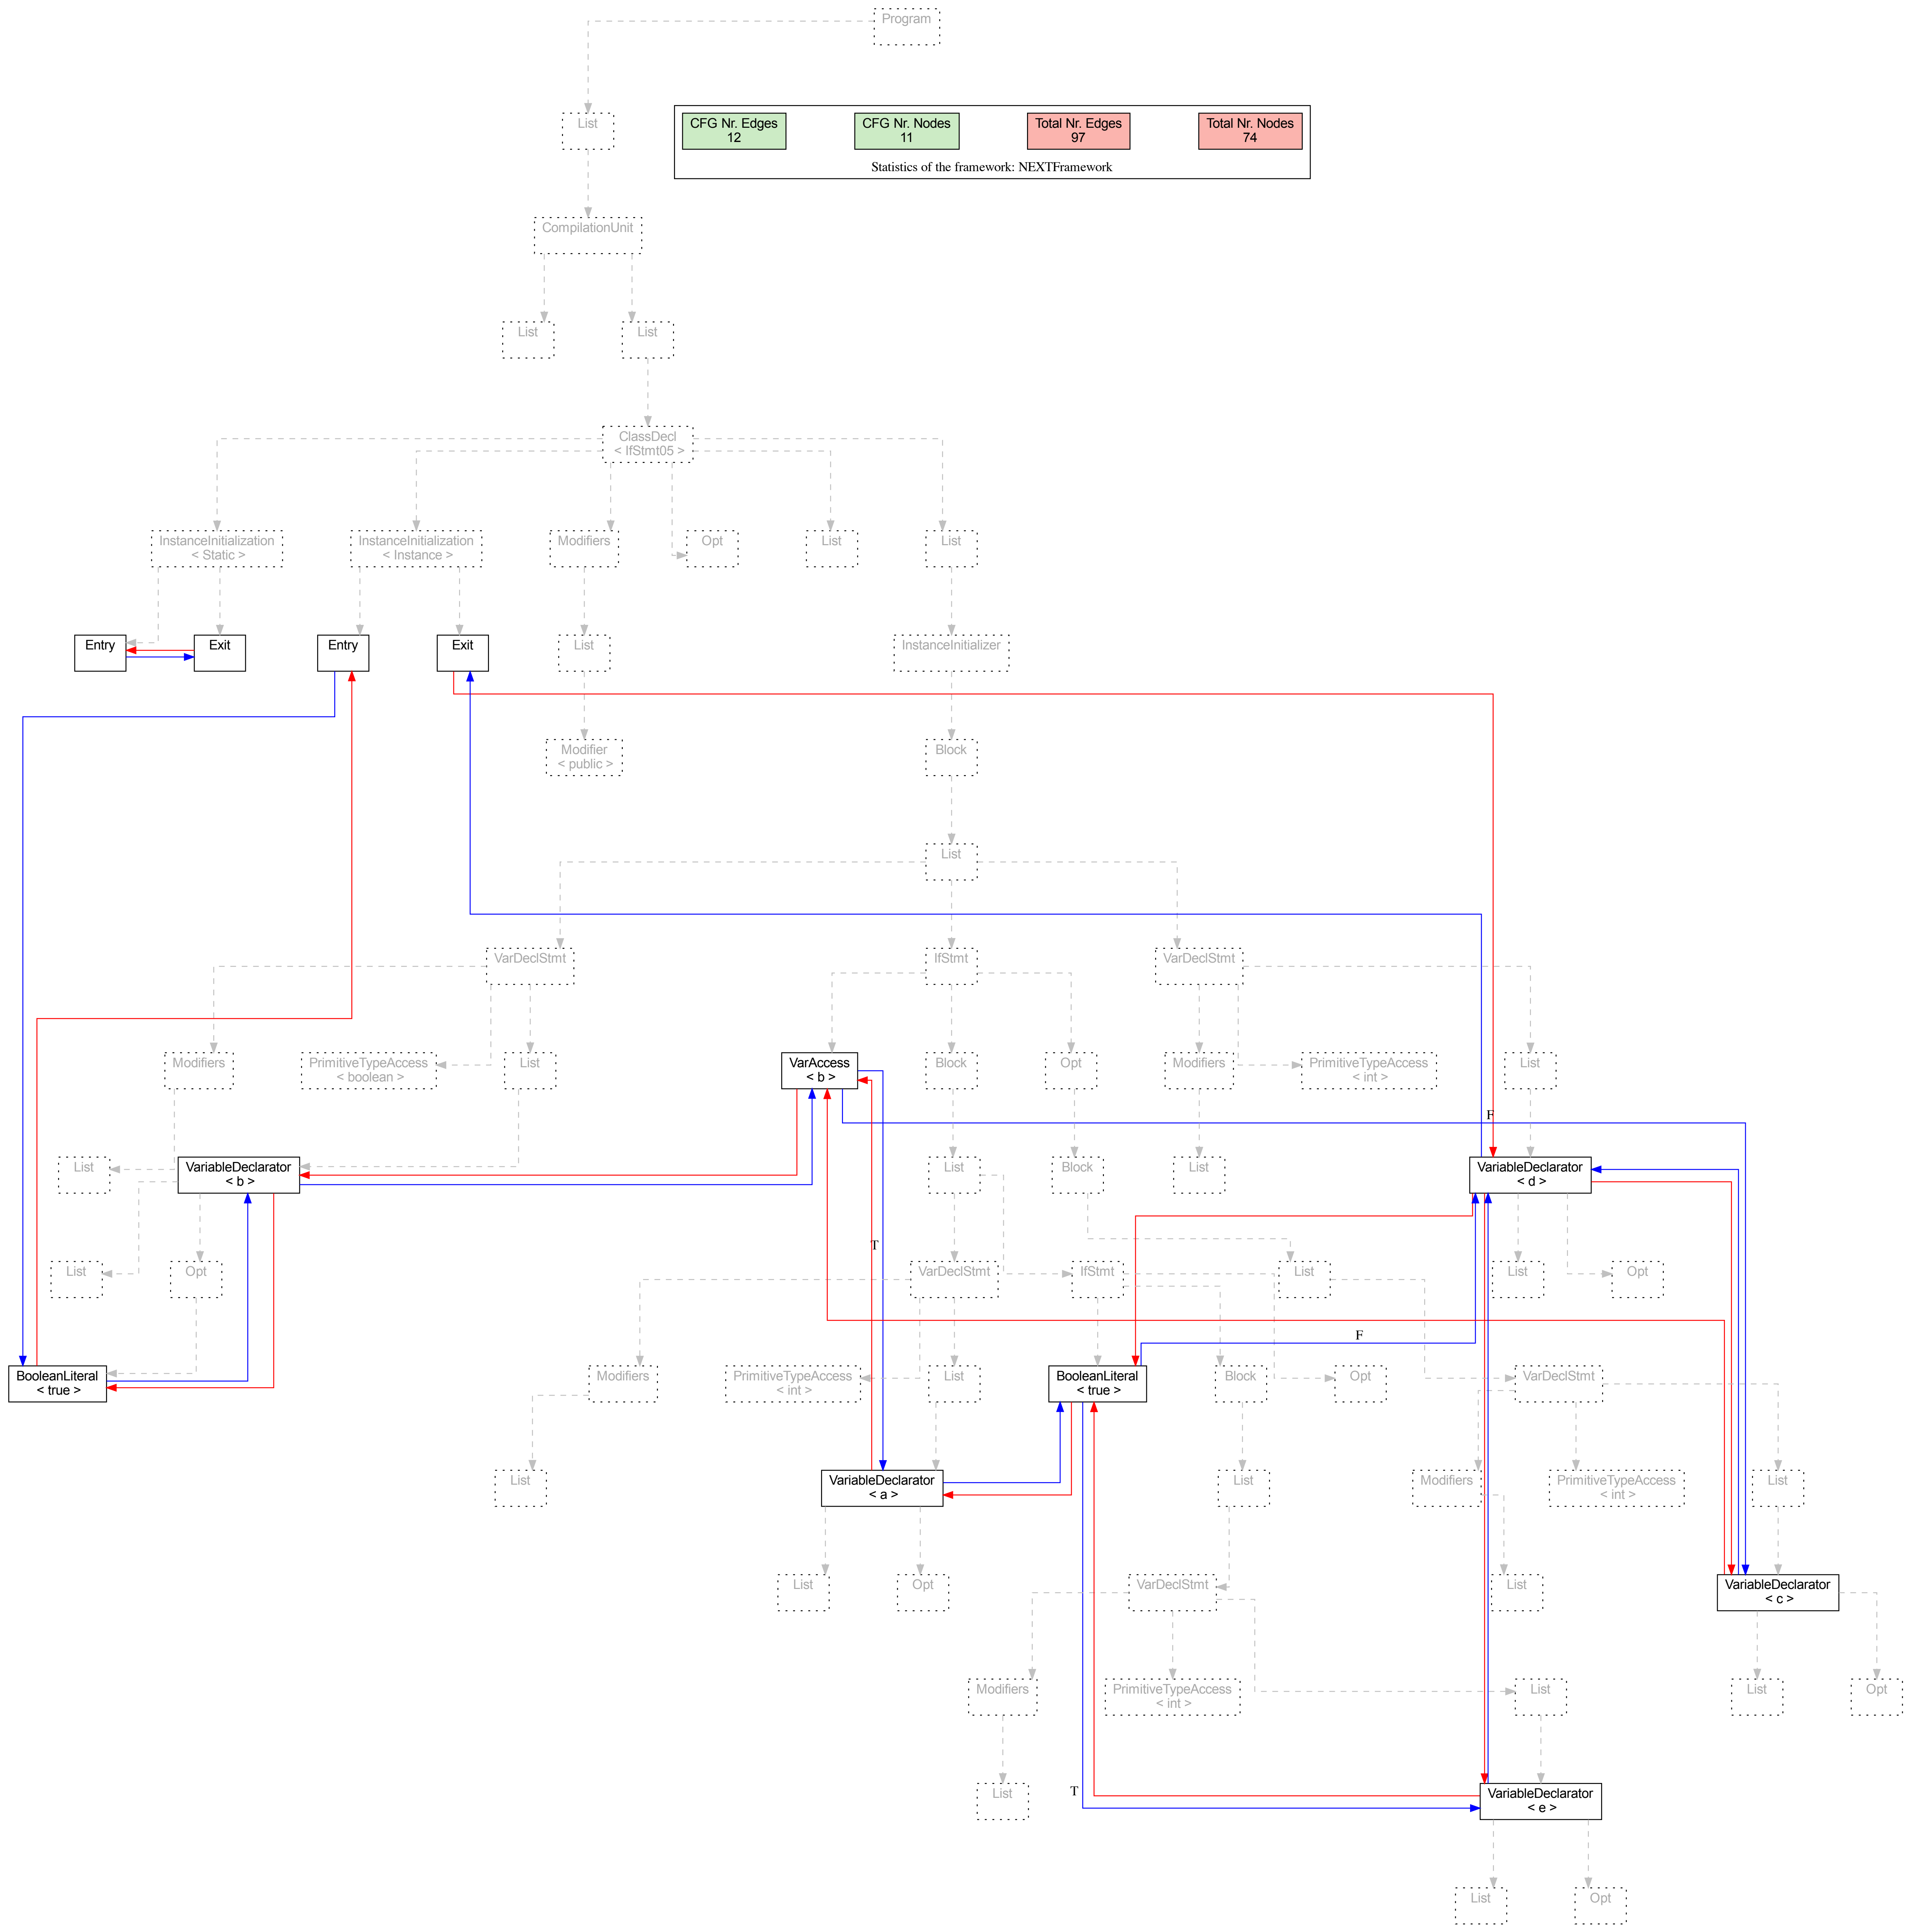 Program
List
CFG Nr. Edges
12
CFG Nr. Nodes
11
Total Nr. Edges
97
Total Nr. Nodes
74
Statistics of the framework: NEXTFramework
CompilationUnit
List
List
ClassDecl
< IfStmt05 >
InstanceInitialization
< Static >
InstanceInitialization
< Instance >
Modifiers
Opt
List
List
Entry
Exit
Entry
Exit
List
InstanceInitializer
Modifier
< public >
Block
List
VarDeclStmt
IfStmt
VarDeclStmt
Modifiers
PrimitiveTypeAccess
< boolean >
List
VarAccess
< b >
Block
Opt
Modifiers
PrimitiveTypeAccess
< int >
List
F
List
VariableDeclarator
< b >
List
Block
List
VariableDeclarator
< d >
T
List
Opt
VarDeclStmt
IfStmt
List
List
Opt
F
BooleanLiteral
< true >
Modifiers
PrimitiveTypeAccess
< int >
List
BooleanLiteral
< true >
Block
Opt
VarDeclStmt
List
VariableDeclarator
< a >
List
Modifiers
PrimitiveTypeAccess
< int >
List
List
Opt
VarDeclStmt
List
VariableDeclarator
< c >
Modifiers
PrimitiveTypeAccess
< int >
List
List
Opt
List
T
VariableDeclarator
< e >
List
Opt